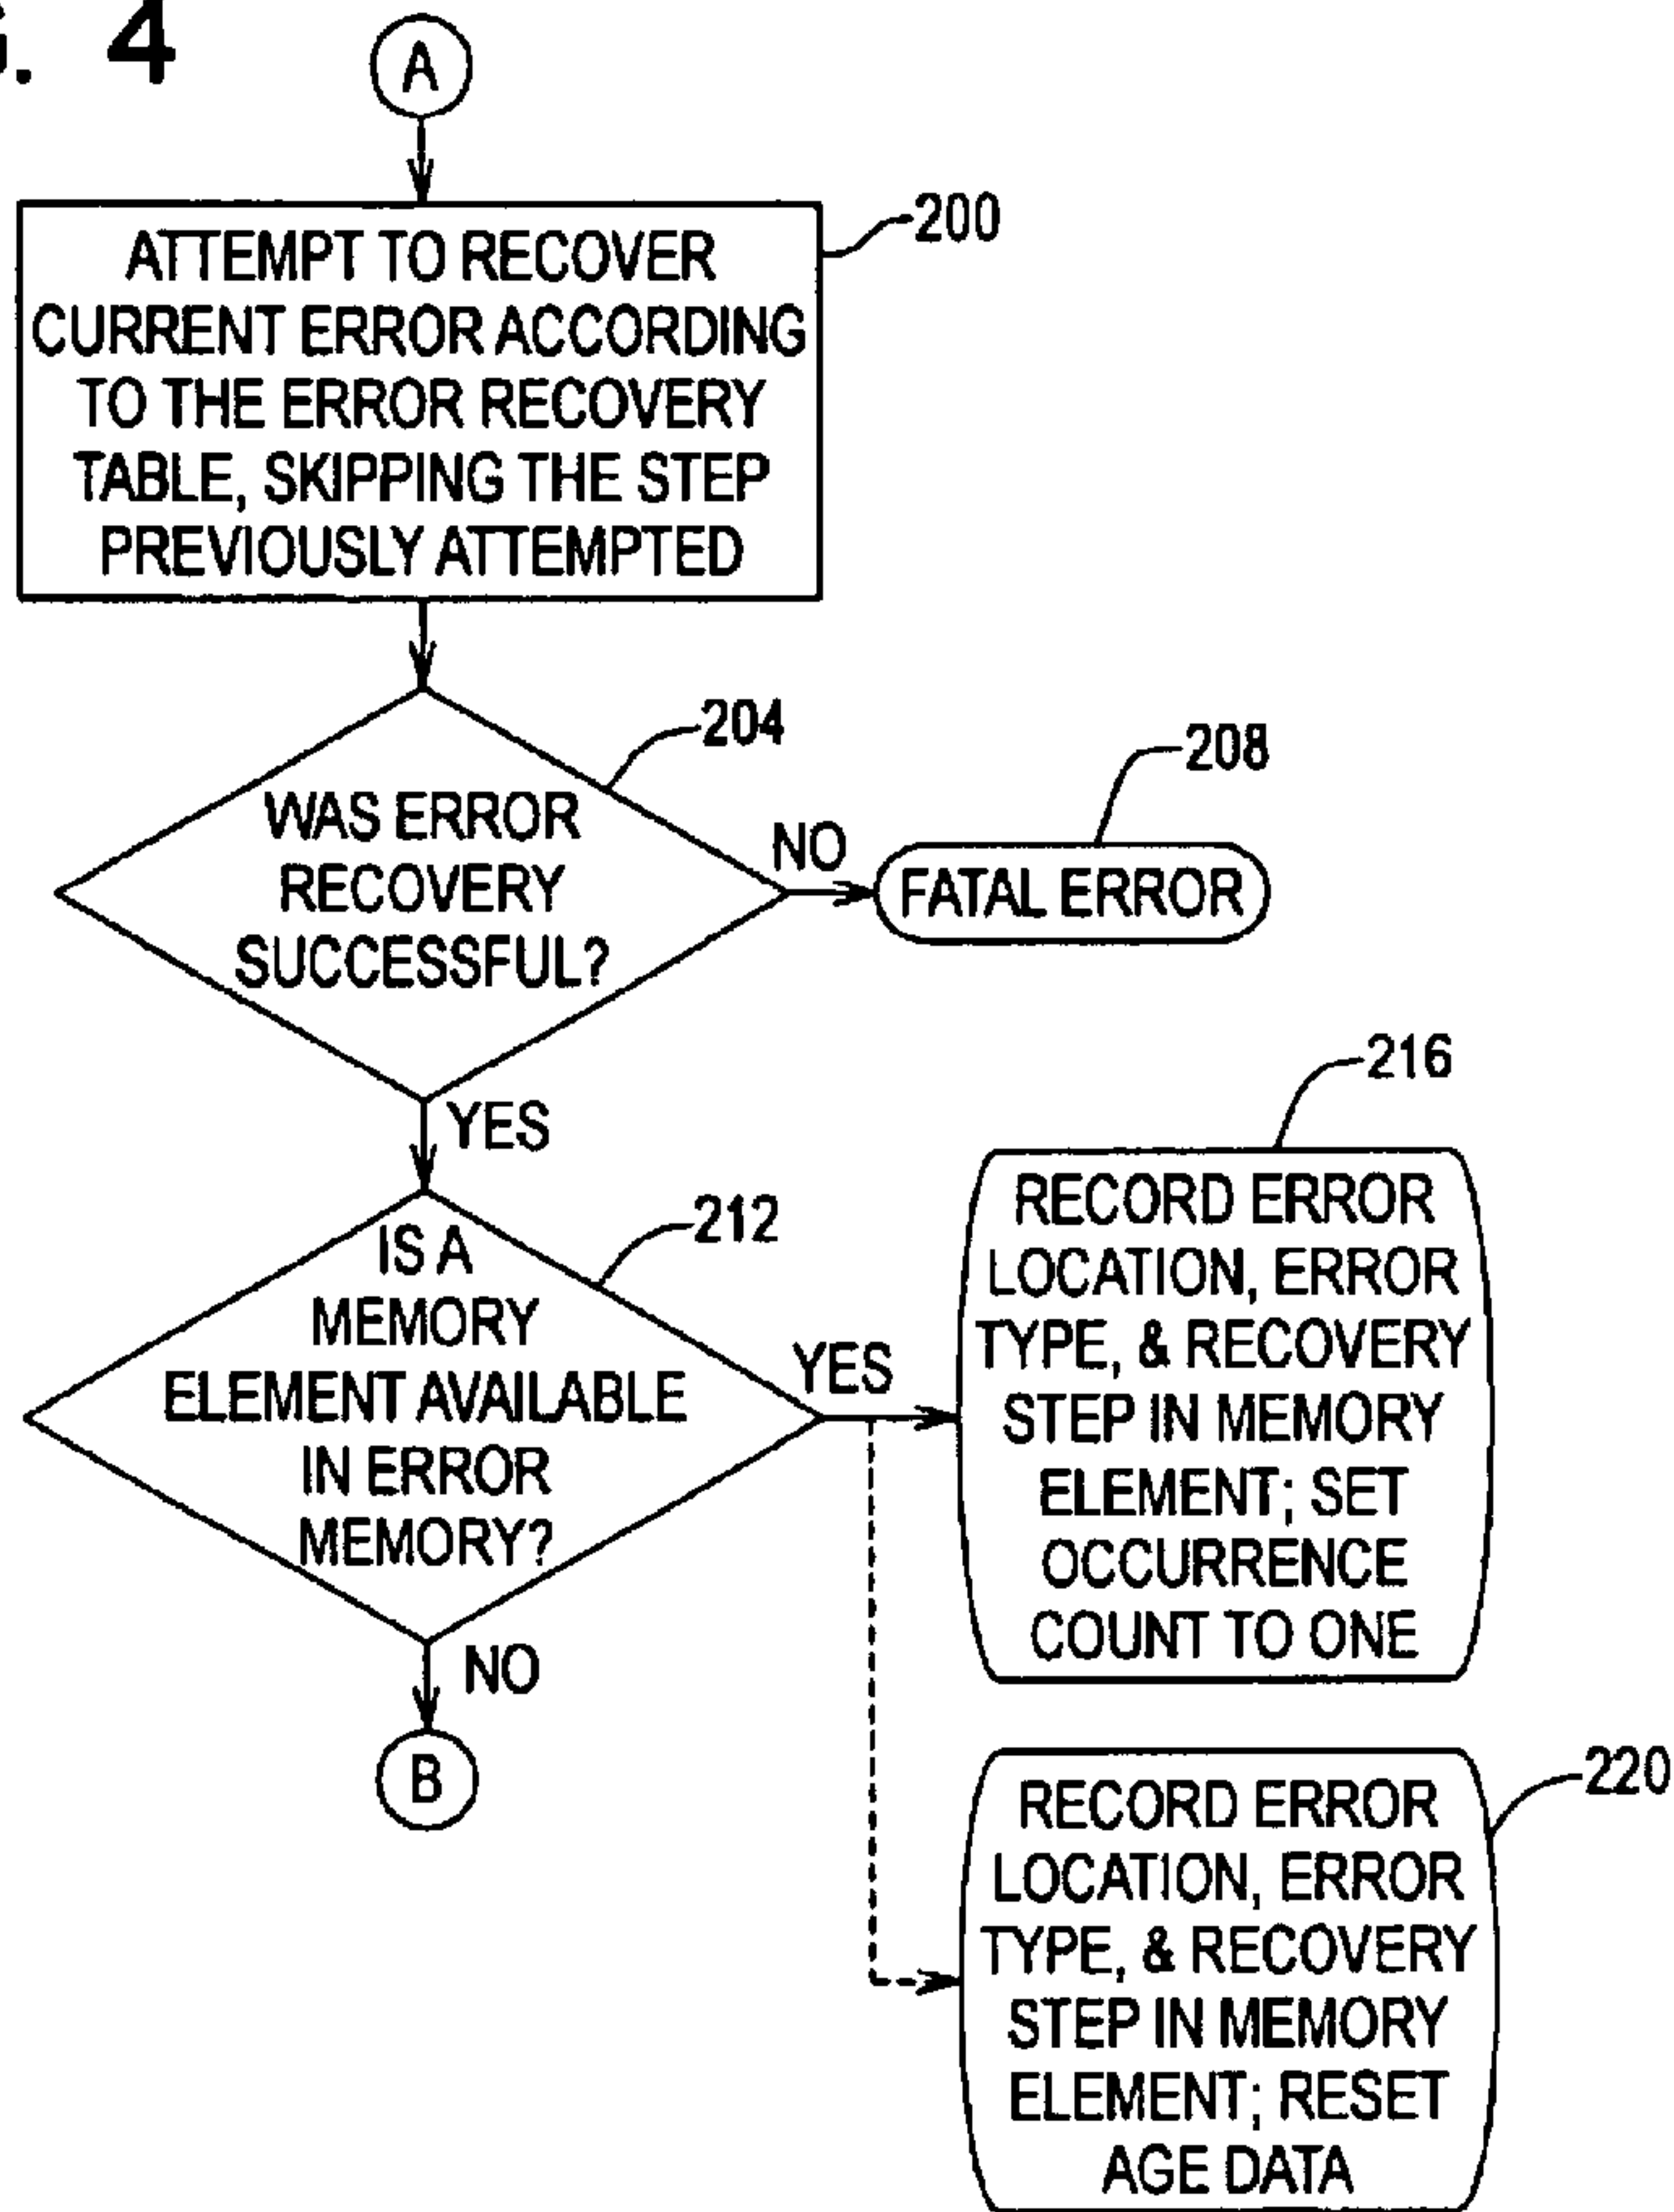 4
A
200
ATTEMPT TO RECOVER
CURRENT ERROR ACCORDING
TO THE ERROR RECOVERY
TABLE, SKIPPING THE STEP
PREVIOUSLY ATTEMPTED
204
WAS ERROR
RECOVERY
SUCCESSFUL?
NO
208
FATAL ERROR
YES
212
IS A
MEMORY
ELEMENT AVAILABLE
IN ERROR
MEMORY?
YES
216
RECORD ERROR
LOCATION, ERROR
TYPE, & RECOVERY
STEP IN MEMORY
ELEMENT; SET
OCCURRENCE
COUNT TO ONE
NO
B
220
RECORD ERROR
LOCATION, ERROR
TYPE, & RECOVERY
STEP IN MEMORY
ELEMENT; RESET
AGE DATA